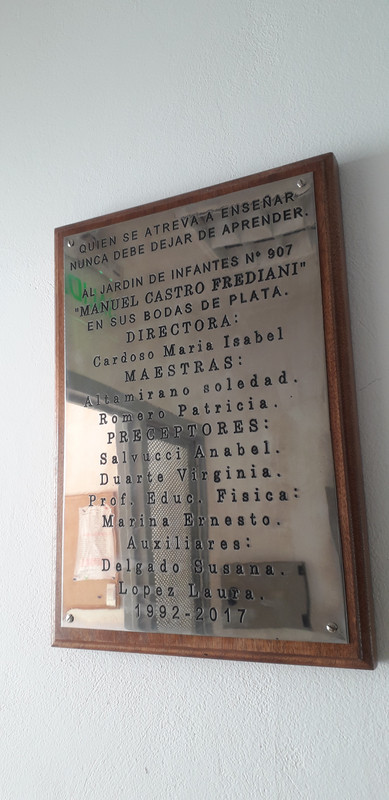 QUIEN SE ATREVA A ENSEÑAR
NUNCA DEBE DEJAR DE APRENDER.
AL JARDIN DE INFANTES Nº 907
"MANUEL CASTRO FREDIANI"
EN SUS BODAS DE PLATA.
DIRECTORA:
Cardoso Maria Isabel
MAESTRAS:
Altamirano soledad.
Romero Patricia.
PRECEPTORES:
Salvucci Anabel.
Duarte Virginia.
Prof. Educ. Fisica:
Marina Ernesto.
Auxiliares:
Delgado Susana.
Lopez Laura.
1992-2017